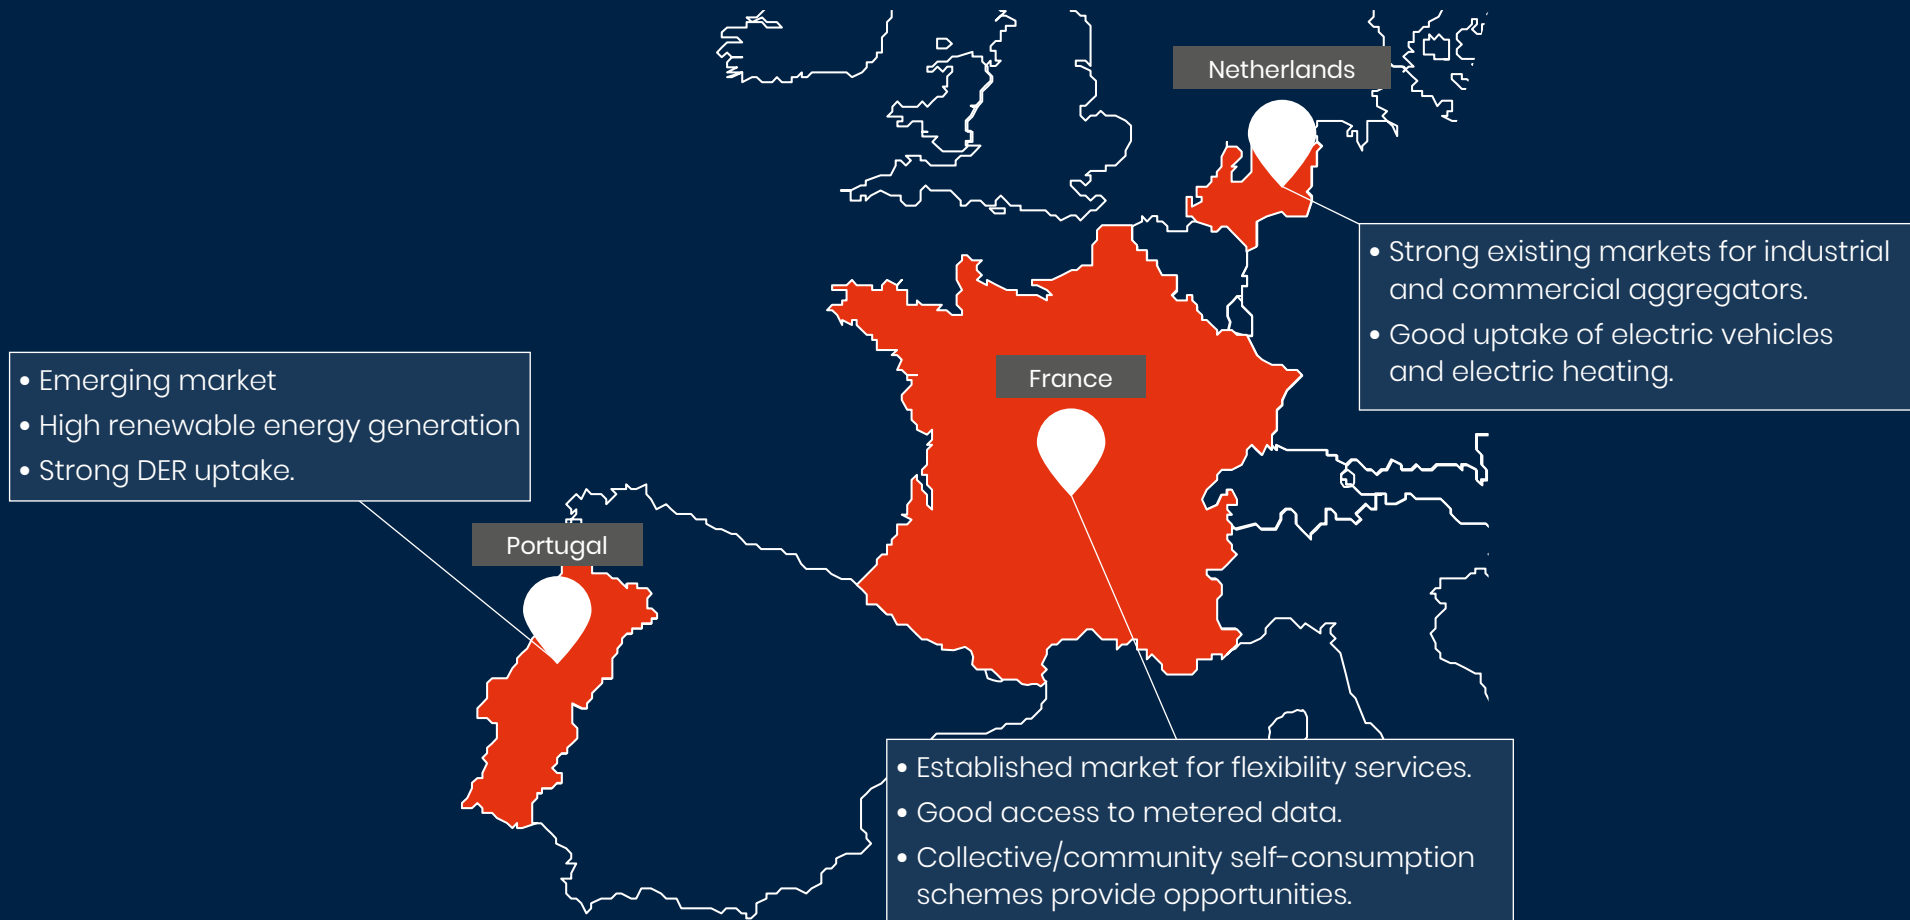 Netherlands
• Strong existing markets for industrial
and commercial aggregators.
• Good uptake of electric vehicles
and electric heating.
France
• Emerging market
• High renewable energy generation
• Strong DER uptake.
Portugal
• Established market for flexibility services.
• Good access to metered data.
• Collective/community self-consumption
schemes provide opportunities.